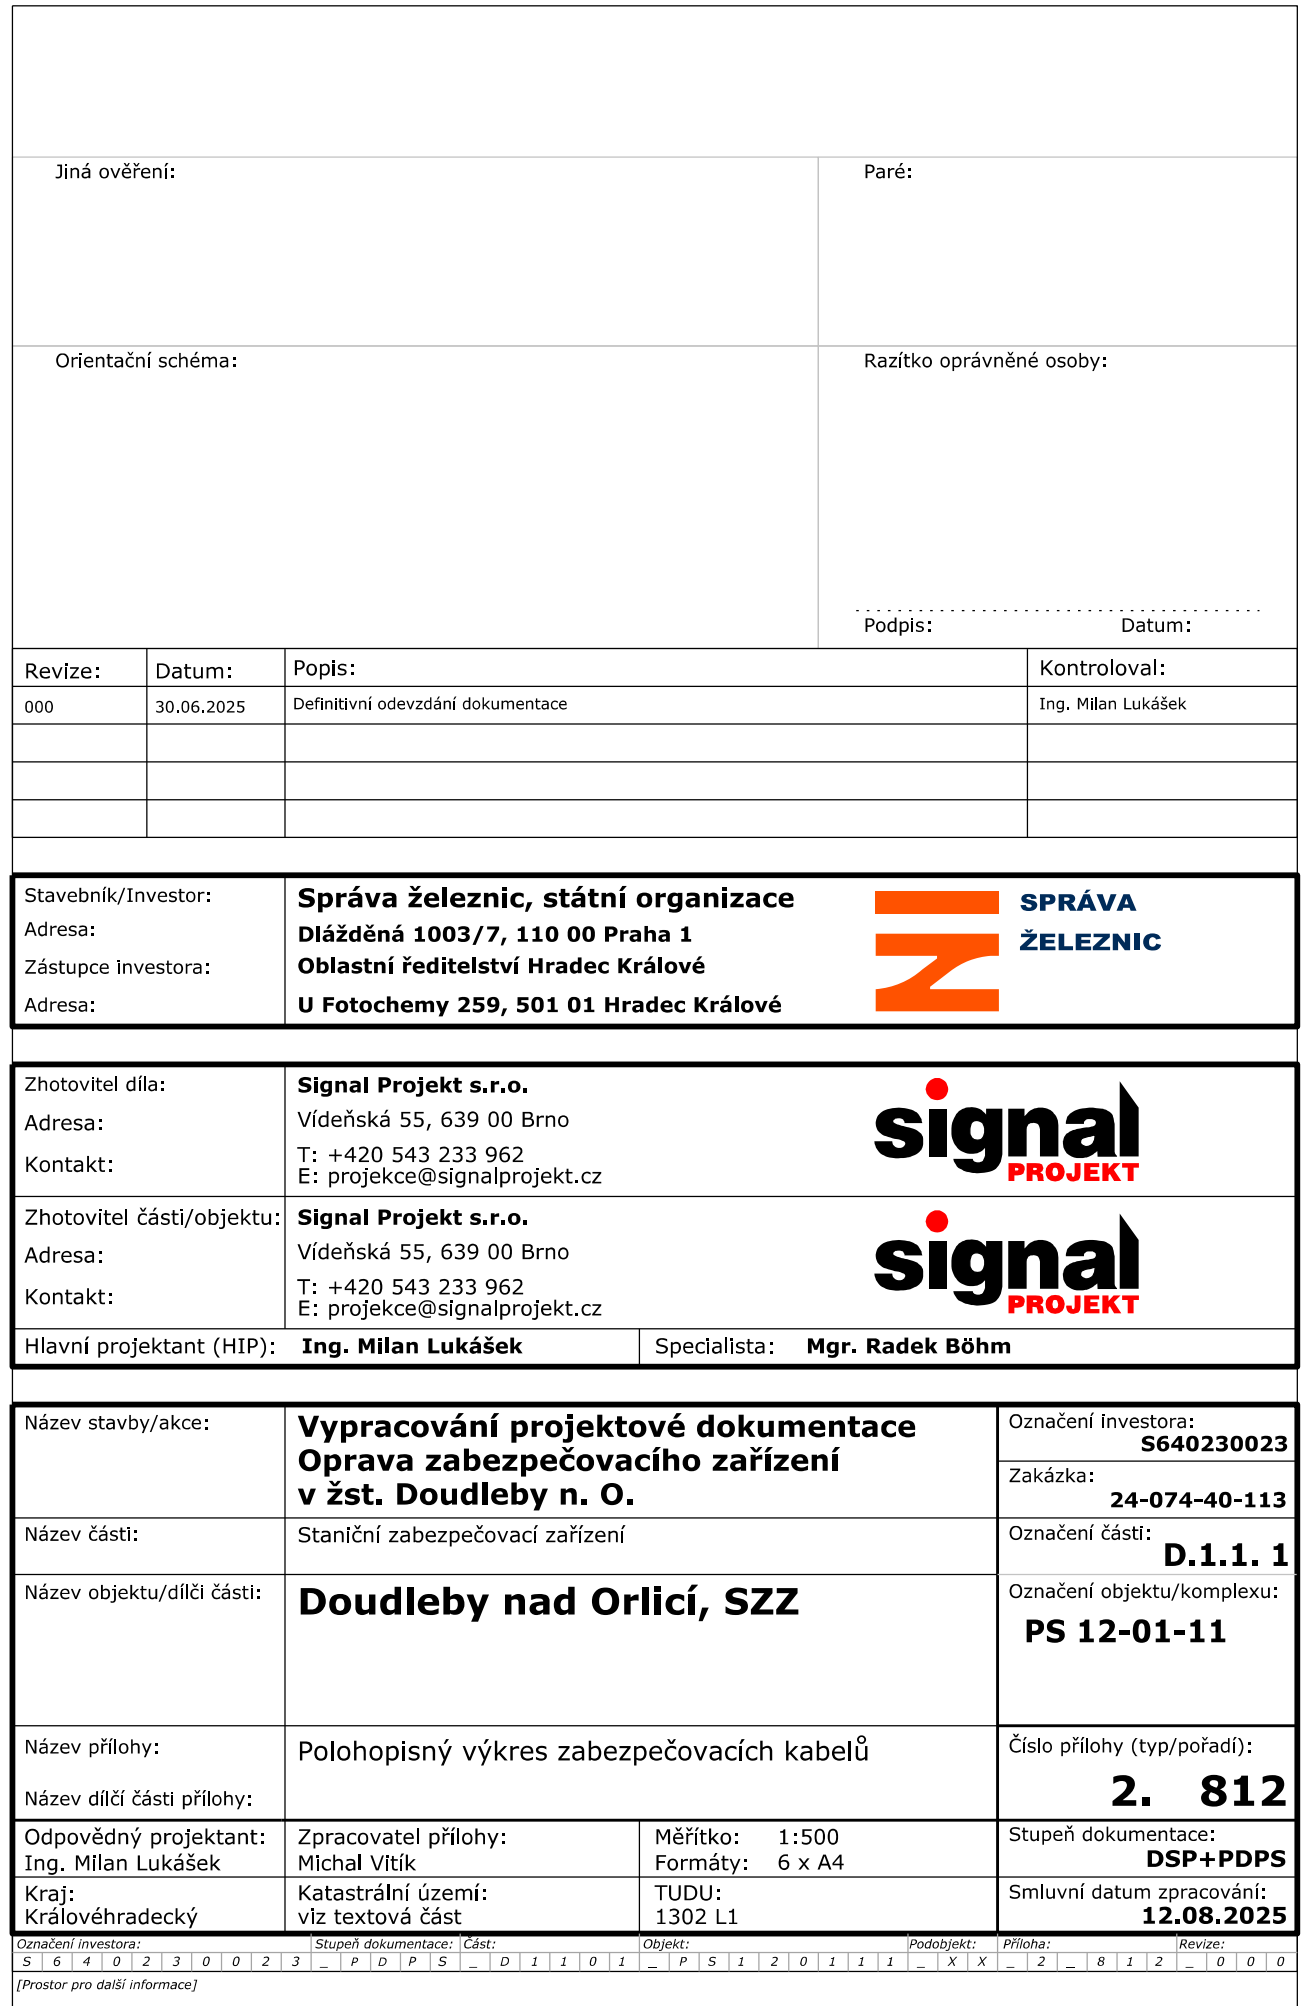 Jiná ověření: Paré:
Orientační schéma: Razítko oprávněné osoby:
Podpis: Datum:
Revize: Datum: Popis: Kontroloval:
000 30.06.2025 Definitivní odevzdání dokumentace Ing. Milan Lukášek
Stavebník/Investor: Správa železnic, státní organizace
Adresa: Dlážděná 1003/7, 110 00 Praha 1
Zástupce investora: Oblastní ředitelství Hradec Králové
Adresa: U Fotochemy 259, 501 01 Hradec Králové
SPRÁVA
ŽELEZNIC
Zhotovitel díla: Signal Projekt s.r.o.
Adresa: Vídeňská 55, 639 00 Brno
Kontakt: T: +420 543 233 962
E: projekce@signalprojekt.cz
signal
PROJEKT
Zhotovitel části/objektu: Signal Projekt s.r.o.
Adresa: Vídeňská 55, 639 00 Brno
Kontakt: T: +420 543 233 962
E: projekce@signalprojekt.cz
signal
PROJEKT
Hlavní projektant (HIP): Ing. Milan Lukášek Specialista: Mgr. Radek Böhm
Název stavby/akce: Vypracování projektové dokumentace
Oprava zabezpečovacího zařízení
v žst. Doudleby n. O.
Označení investora:
S640230023
Zakázka:
24-074-40-113
Název části: Staniční zabezpečovací zařízení
Označení části:
D.1.1. 1
Název objektu/dílči části: Doudleby nad Orlicí, SZZ
Označení objektu/komplexu:
PS 12-01-11
Název přílohy: Polohopisný výkres zabezpečovacích kabelů
Název dílčí části přílohy:
Číslo přílohy (typ/pořadí):
2. 812
Odpovědný projektant: Zpracovatel přílohy: Měřítko: 1:500 Stupeň dokumentace:
Ing. Milan Lukášek Michal Vitík Formáty: 6 x A4 DSP+PDPS
Kraj: Katastrální území: TUDU: Smluvní datum zpracování:
Královéhradecký viz textová část 1302 L1 12.08.2025
Označení investora: Stupeň dokumentace: Část: Objekt: Podobjekt: Příloha: Revize:
S 6 4 0 2 3 0 0 2 3 _ P D P S _ D 1 1 0 1 _ P S 1 2 0 1 1 1 _ X X _ 2 _ 8 1 2 _ 0 0 0
[Prostor pro další informace]